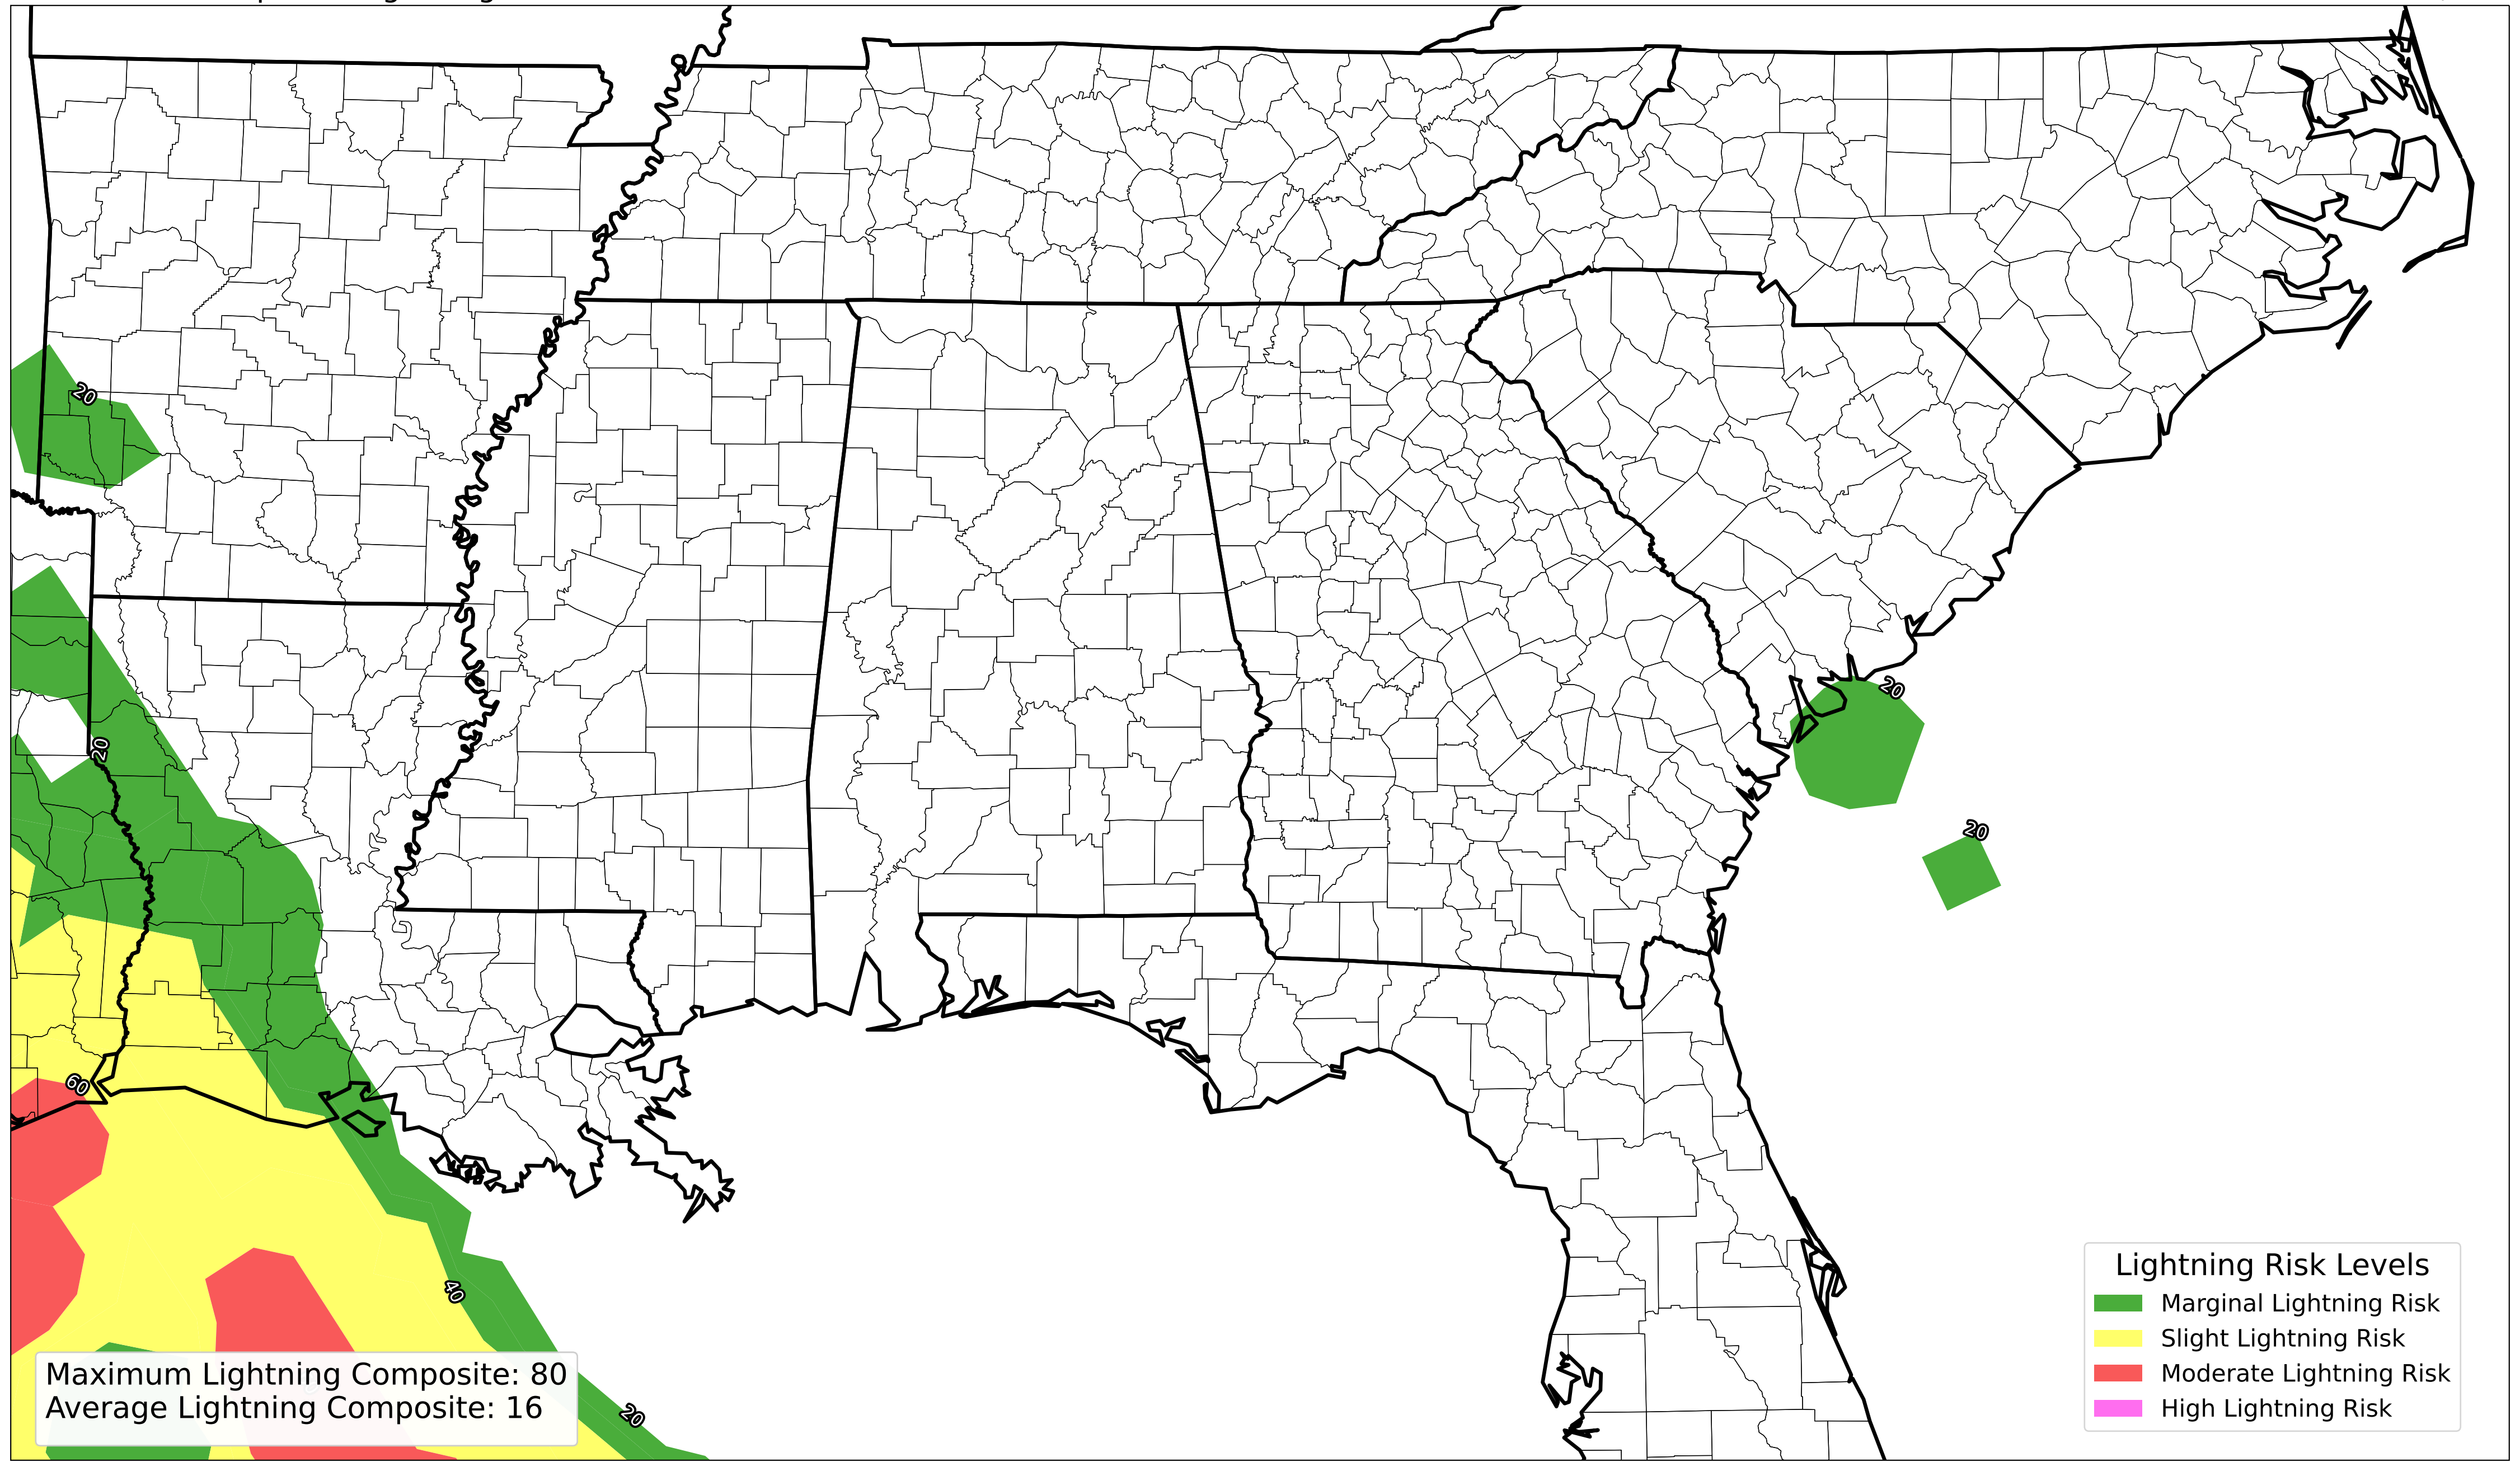 20
20
20
20
60
40
20
Maximum Lightning Composite: 80
Average Lightning Composite: 16
Lightning Risk Levels
Marginal Lightning Risk
Slight Lightning Risk
Moderate Lightning Risk
High Lightning Risk